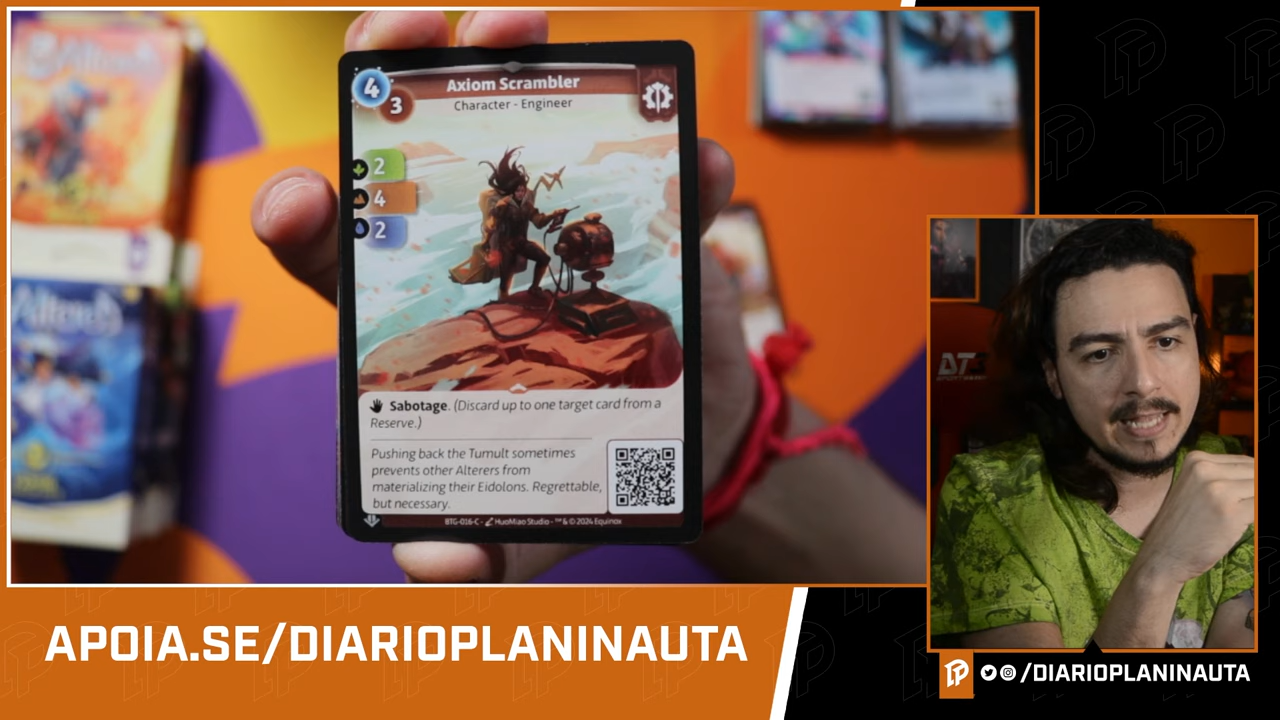 Altered
4
3
Axiom Scrambler
Character - Engineer
2
4
2
Sabotage. (Discard up to one target card from a
Reserve.)
Pushing back the Tumult sometimes
prevents other Alterers from
materializing their Eidolons. Regrettable,
but necessary.
BTG-016-C - HuoMiao Studio - ™ & © 2024 Equinox
Altered
APOIA.SE/DIARIOPLANINAUTA
/DIARIOPLANINAUTA